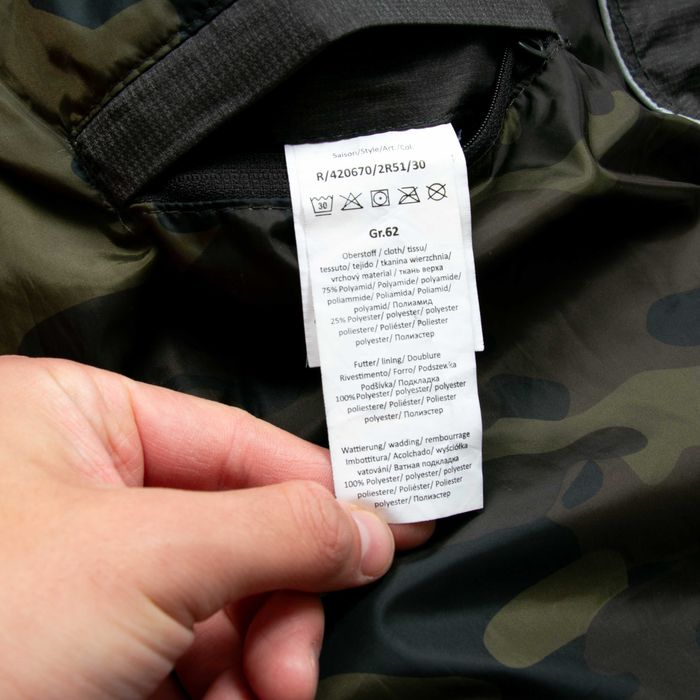 Saison/Style/Art./Col.
R/420670/2R51/30
30
Gr.62
Oberstoff / cloth/ tissu/
tessuto/ tejido / tkanina wierzchnia/
vrchový material / ткань верха
75% Polyamid/ Polyamide/ polyamide/
poliammide/ Poliamida/ Poliamid/
polyamid/ Полиамид
25% Polyester/ polyester/ polyester/
poliestere/ Poliéster/ Poliester
polyester/ Полиэстер
Futter/ lining/ Doublure
Rivestimento/ Forro/ Podszewka
Podšívka/ Подкладка
100% Polyester/ polyester/ polyester
poliestere/ Poliéster/ Poliester
polyester/ Полиэстер
Wattierung/ wadding/ rembourrage
Imbottitura/ Acolchado/ wyściółka
vatování/ Ватная подкладка
100% Polyester/ polyester/ polyester
poliestere/ Poliéster/ Poliester
polyester/ Полиэстер